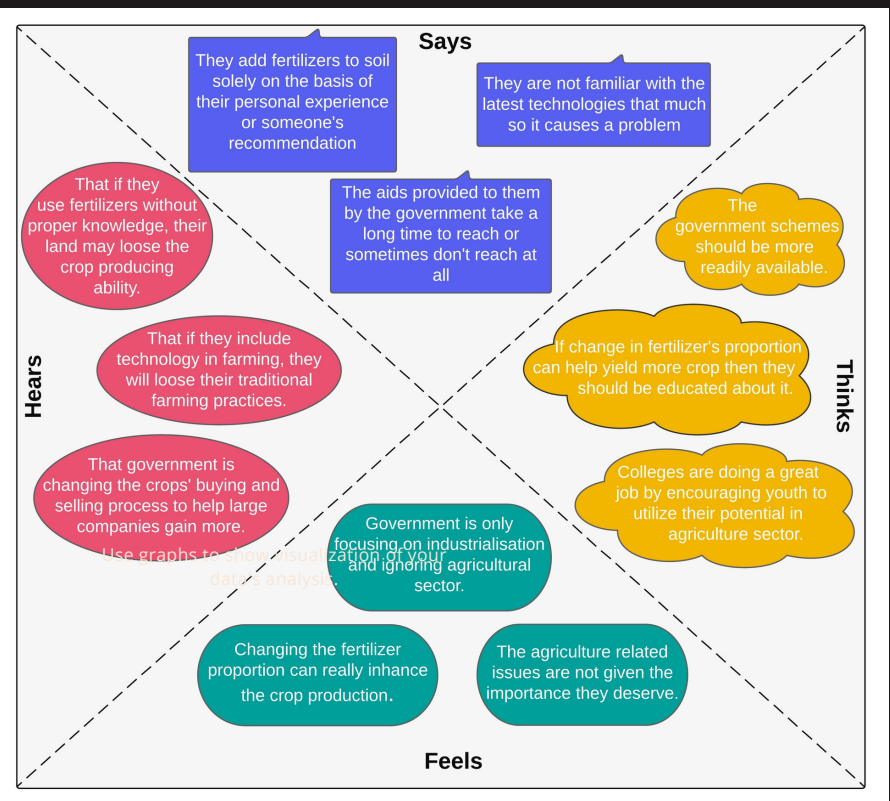 Says
They add fertilizers to soil
solely on the basis of
their personal experience
or someone's
recommendation
They are not familiar with the
latest technologies that much
so it causes a problem
The aids provided to them
by the government take a
long time to reach or
sometimes don't reach at
all
Hears
That if they
use fertilizers without
proper knowledge, their
land may loose the
crop producing
ability.
That if they include
technology in farming, they
will loose their traditional
farming practices.
That government is
changing the crops' buying and
selling process to help large
companies gain more.
Thinks
The
government schemes
should be more
readily available.
If change in fertilizer's proportion
can help yield more crop then they
should be educated about it.
Colleges are doing a great
job by encouraging youth to
utilize their potential in
agriculture sector.
Use graphs to show visualization of your
data's analysis.
Government is only
focusing on industrialisation
and ignoring agricultural
sector.
Changing the fertilizer
proportion can really inhance
the crop production.
The agriculture related
issues are not given the
importance they deserve.
Feels